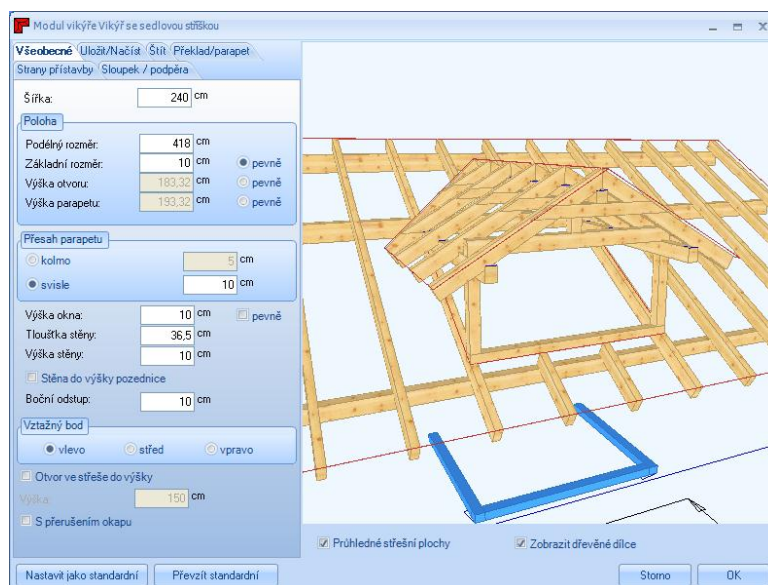 Modul vikýře Vikýř se sedlovou stříškou
Všeobecné Uložit/Načíst Štít Překlad/parapet
Strany přístavby Sloupek / podpěra
Šířka: 240 cm
Poloha
Podélný rozměr: 418 cm
Základní rozměr: 10 cm pevně
Výška otvoru: 183,32 cm pevně
Výška parapetu: 193,32 cm pevně
Přesah parapetu
kolmo 5 cm
svisle 10 cm
Výška okna: 10 cm pevně
Tloušťka stěny: 36,5 cm
Výška stěny: 10 cm
Stěna do výšky pozednice
Boční odstup: 10 cm
Vztažný bod
vlevo střed vpravo
Otvor ve střeše do výšky
Výška: 150 cm
S přerušením okapu
Průhledné střešní plochy Zobrazit dřevěné dílce
Nastavit jako standardní Převzít standardní Storno OK